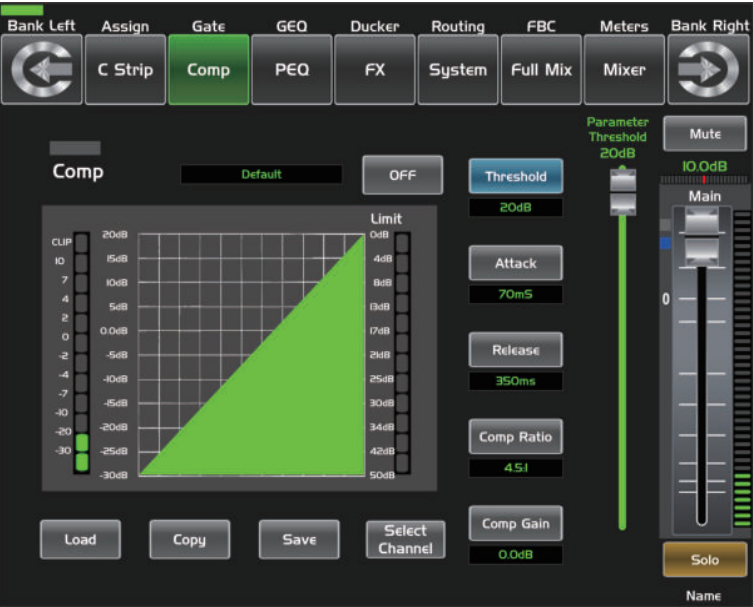 Bank Left Assign Gate GEQ Ducker Routing FBC Meters Bank Right
C Strip Comp PEQ FX System Full Mix Mixer
Parameter
Threshold
20dB
Mute
10.0dB
Main
0
Comp Default OFF
Threshold
20dB
Limit
CLIP
10
7
4
2
0
-2
-4
-7
-10
-20
-30
20dB
15dB
10dB
5dB
0.0dB
-5dB
-10dB
-15dB
-20dB
-25dB
-30dB
0dB
4dB
8dB
13dB
17dB
21dB
25dB
30dB
34dB
42dB
50dB
Attack
70mS
Release
350ms
Comp Ratio
4.5:1
Comp Gain
0.0dB
Load Copy Save Select
Channel
Solo
Name